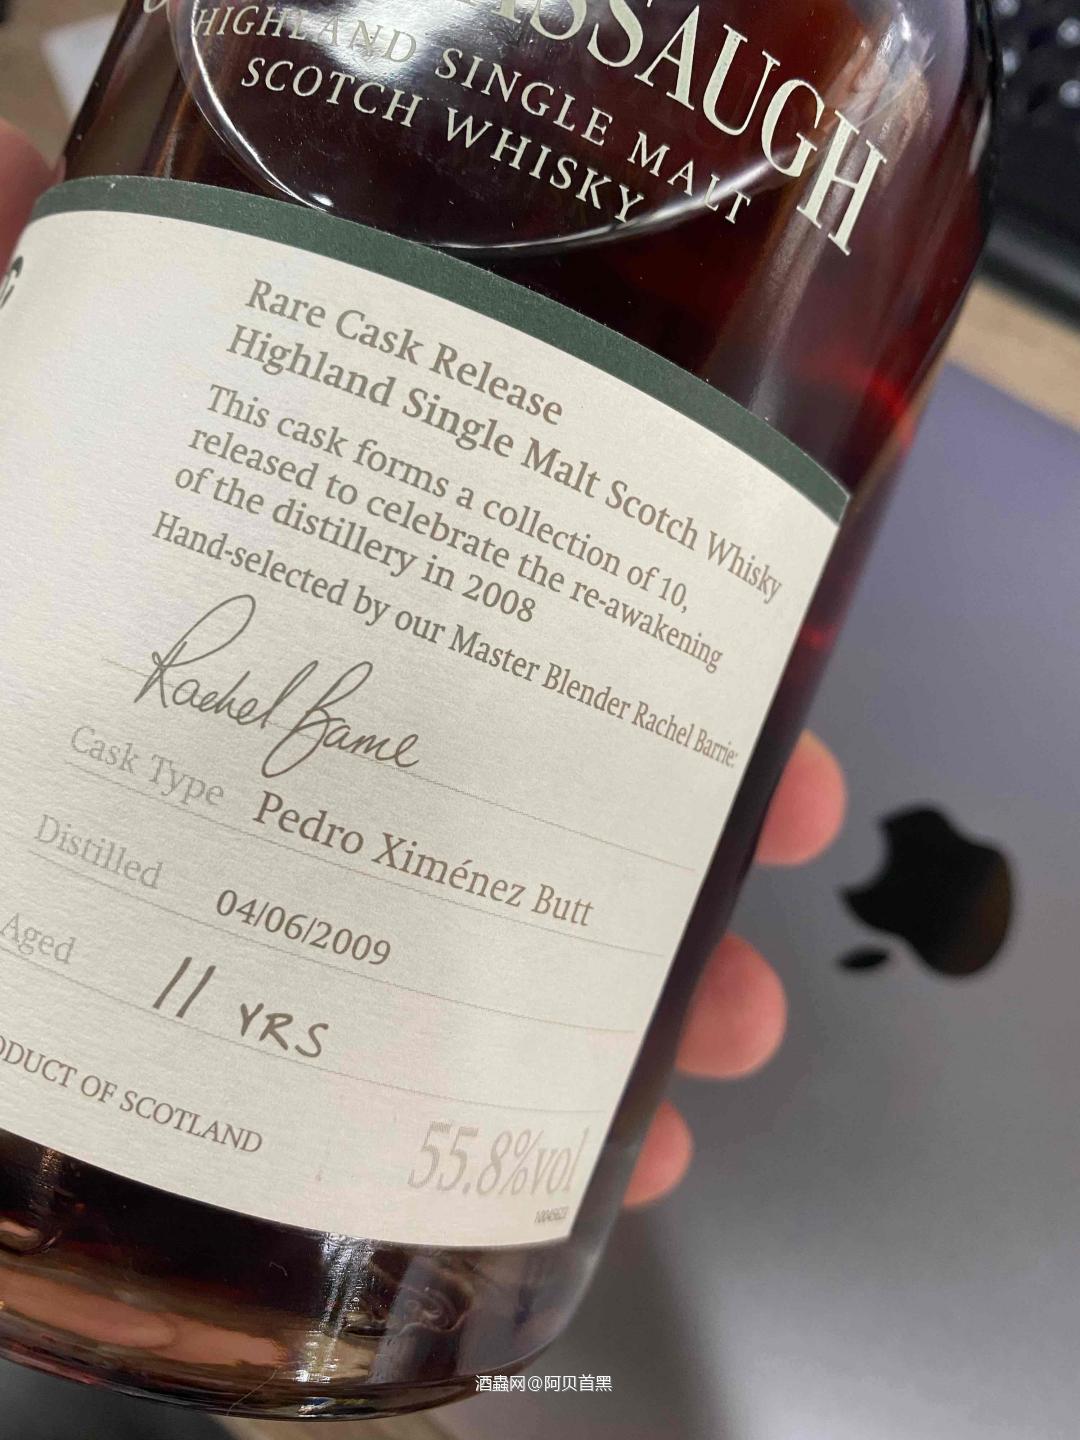 SSAUGH
HIGHLAND SINGLE MALT
SCOTCH WHISKY
Rare Cask Release
Highland Single Malt Scotch Whisky
This cask forms a collection of 10,
released to celebrate the re-awakening
of the distillery in 2008
Hand-selected by our Master Blender Rachel Barrie:
Rachel Barrie
Cask Type Pedro Ximénez Butt
Distilled 04/06/2009
Aged 11 YRS
ODUCT OF SCOTLAND
55.8%vol
酒蟲网@阿贝首黑